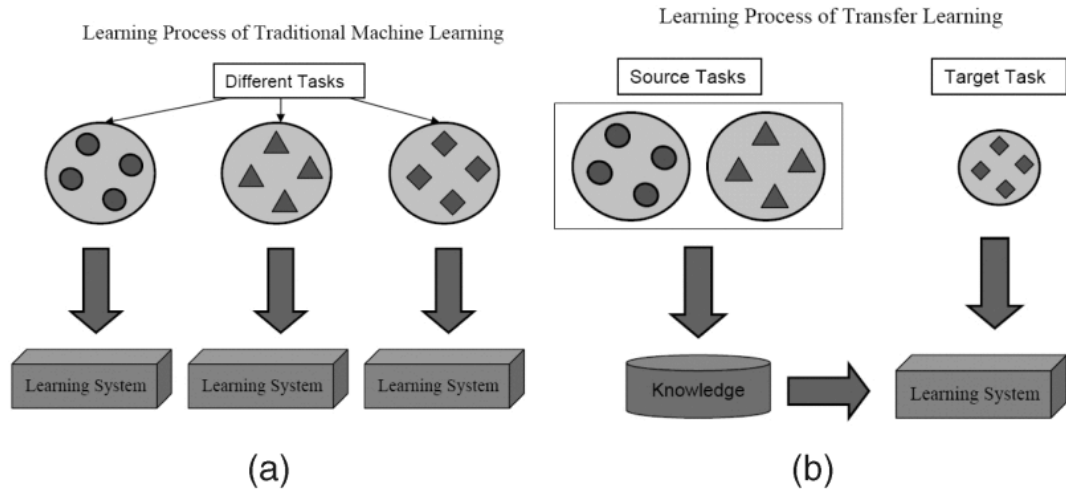 Learning Process of Traditional Machine Learning
Different Tasks
Learning System
Learning System
Learning System
(a)
Learning Process of Transfer Learning
Source Tasks
Target Task
Knowledge
Learning System
(b)